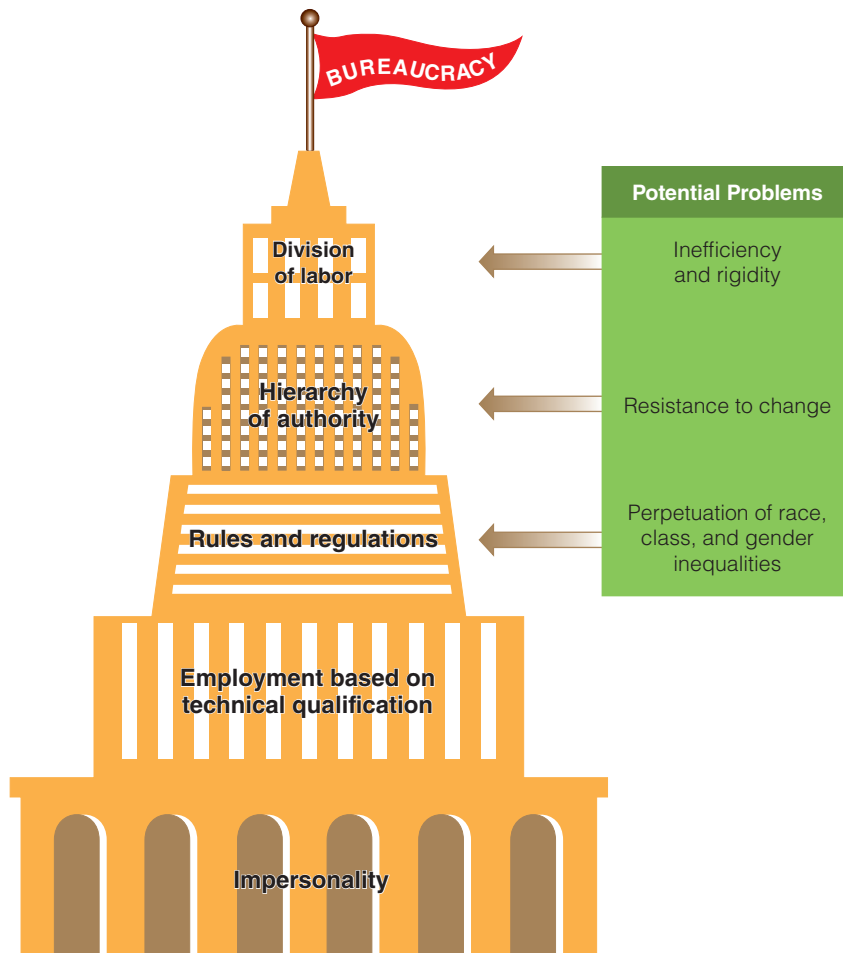 BUREAUCRACY
Division
of labor
Hierarchy
of authority
Rules and regulations
Employment based on
technical qualification
Impersonality
Potential Problems
Inefficiency
and rigidity
Resistance to change
Perpetuation of race,
class, and gender
inequalities